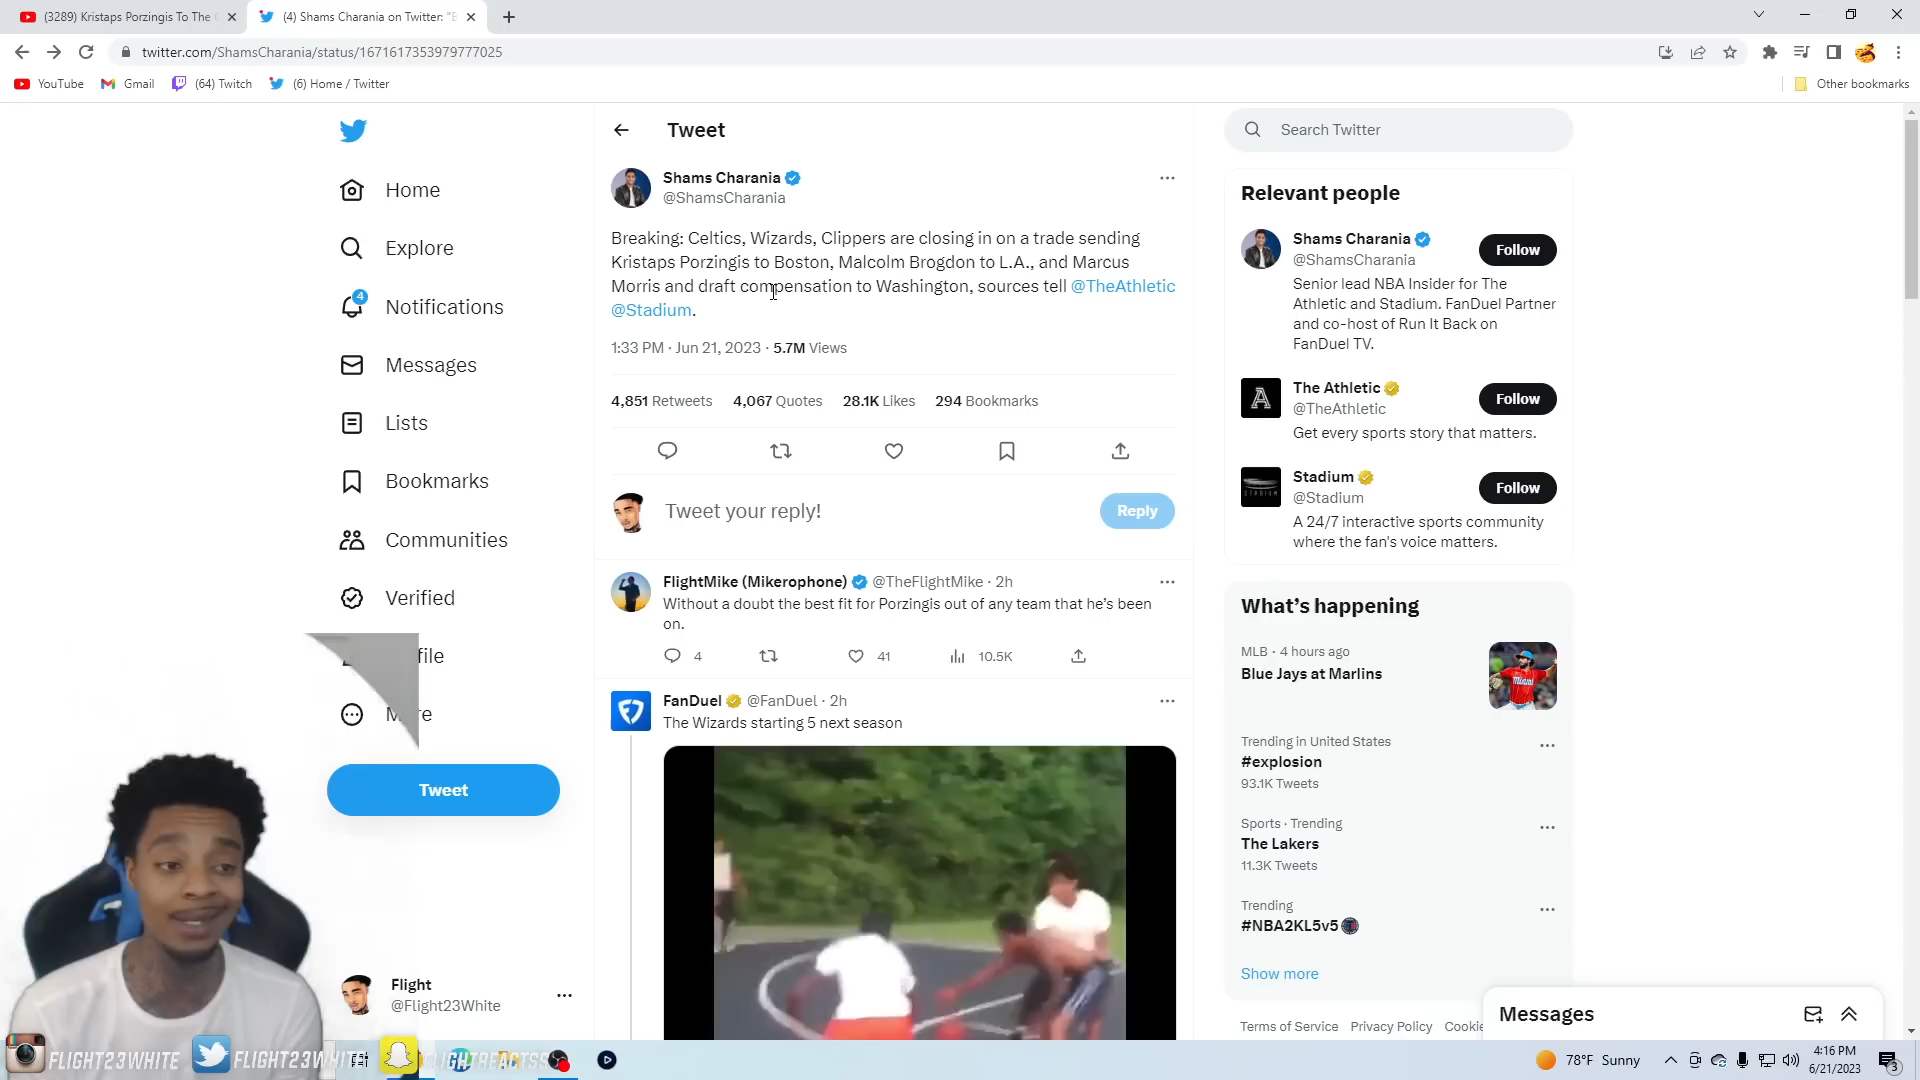 (3289) Kristaps Porzingis To The
(4) Shams Charania on Twitter: "
twitter.com/ShamsCharania/status/1671617353979777025
YouTube
Gmail
(64) Twitch
(6) Home / Twitter
Other bookmarks
Home
Explore
4
Notifications
Messages
Lists
Bookmarks
Communities
Verified
Tweet
Flight
@Flight23White
Tweet
Shams Charania
@ShamsCharania
Breaking: Celtics, Wizards, Clippers are closing in on a trade sending
Kristaps Porzingis to Boston, Malcolm Brogdon to L.A., and Marcus
Morris and draft compensation to Washington, sources tell @TheAthletic
@Stadium.
1:33 PM · Jun 21, 2023 · 5.7M Views
4,851 Retweets 4,067 Quotes 28.1K Likes 294 Bookmarks
Tweet your reply!
Reply
FlightMike (Mikerophone) @TheFlightMike · 2h
Without a doubt the best fit for Porzingis out of any team that he's been
on.
4 41 10.5K
FanDuel @FanDuel · 2h
The Wizards starting 5 next season
Search Twitter
Relevant people
Shams Charania
@ShamsCharania
Follow
Senior lead NBA Insider for The
Athletic and Stadium. FanDuel Partner
and co-host of Run It Back on
FanDuel TV.
The Athletic
@TheAthletic
Follow
Get every sports story that matters.
Stadium
@Stadium
Follow
A 24/7 interactive sports community
where the fan's voice matters.
What's happening
MLB · 4 hours ago
Blue Jays at Marlins
Trending in United States
#explosion
93.1K Tweets
Sports · Trending
The Lakers
11.3K Tweets
Trending
#NBA2KL5v5
Show more
Terms of Service Privacy Policy Cookie
Messages
FLIGHT23WHITE
FLIGHT23WHITE
FLIGHTREACTSS
78°F Sunny
4:16 PM
6/21/2023
3